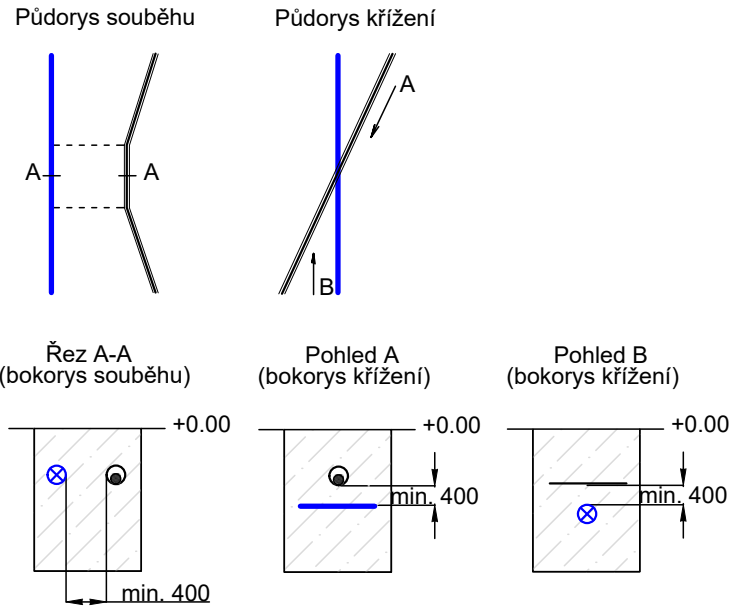 Půdorys souběhu
Půdorys křížení
A
A
A
B
Řez A-A
(bokorys souběhu)
Pohled A
(bokorys křížení)
Pohled B
(bokorys křížení)
+0.00
+0.00
+0.00
min. 400
min. 400
min. 400